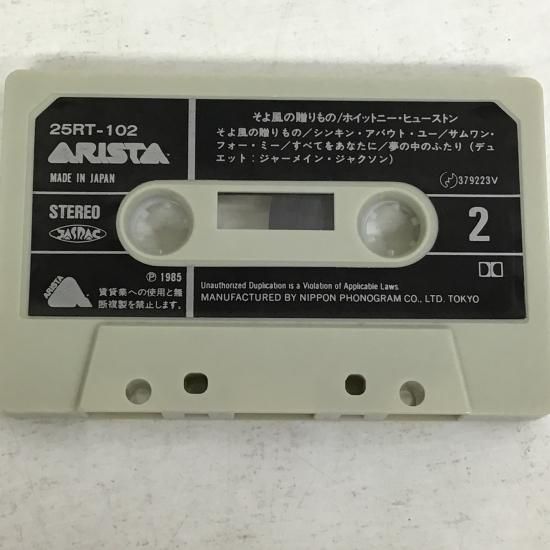 25RT-102
ARISTA
MADE IN JAPAN
そよ風の贈りもの/ホイットニー・ヒューストン
そよ風の贈りもの/シンキン・アバウト・ユー/サムワン・
フォー・ミー/すべてをあなたに/夢の中のふたり(デュ
エット:ジャーメイン・ジャクソン)
379223V
STEREO
JASRAC
2
ARISTA
℗ 1985
賃貸業への使用と無
断複製を禁止します。
Unauthorized Duplication is a Violation of Applicable Laws.
MANUFACTURED BY NIPPON PHONOGRAM CO., LTD. TOKYO